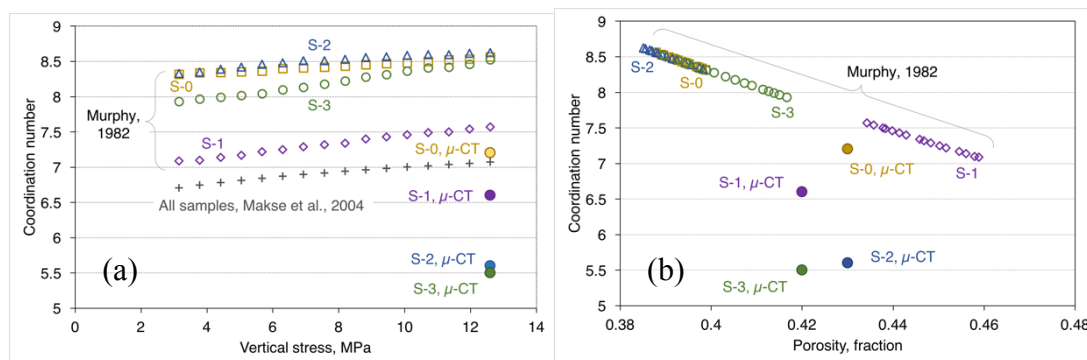 9
8.5
8
7.5
7
6.5
6
5.5
5
Coordination number
0
2
4
6
8
10
12
14
Vertical stress, MPa
S-2
S-0
S-3
Murphy,
1982
S-1
S-0, μ-CT
All samples, Makse et al., 2004
S-1, μ-CT
S-2, μ-CT
S-3, μ-CT
(a)
9
8.5
8
7.5
7
6.5
6
5.5
5
Coordination number
0.38
0.4
0.42
0.44
0.46
0.48
Porosity, fraction
S-2
S-0
Murphy, 1982
S-3
S-1
S-0, μ-CT
S-1, μ-CT
S-2, μ-CT
S-3, μ-CT
(b)